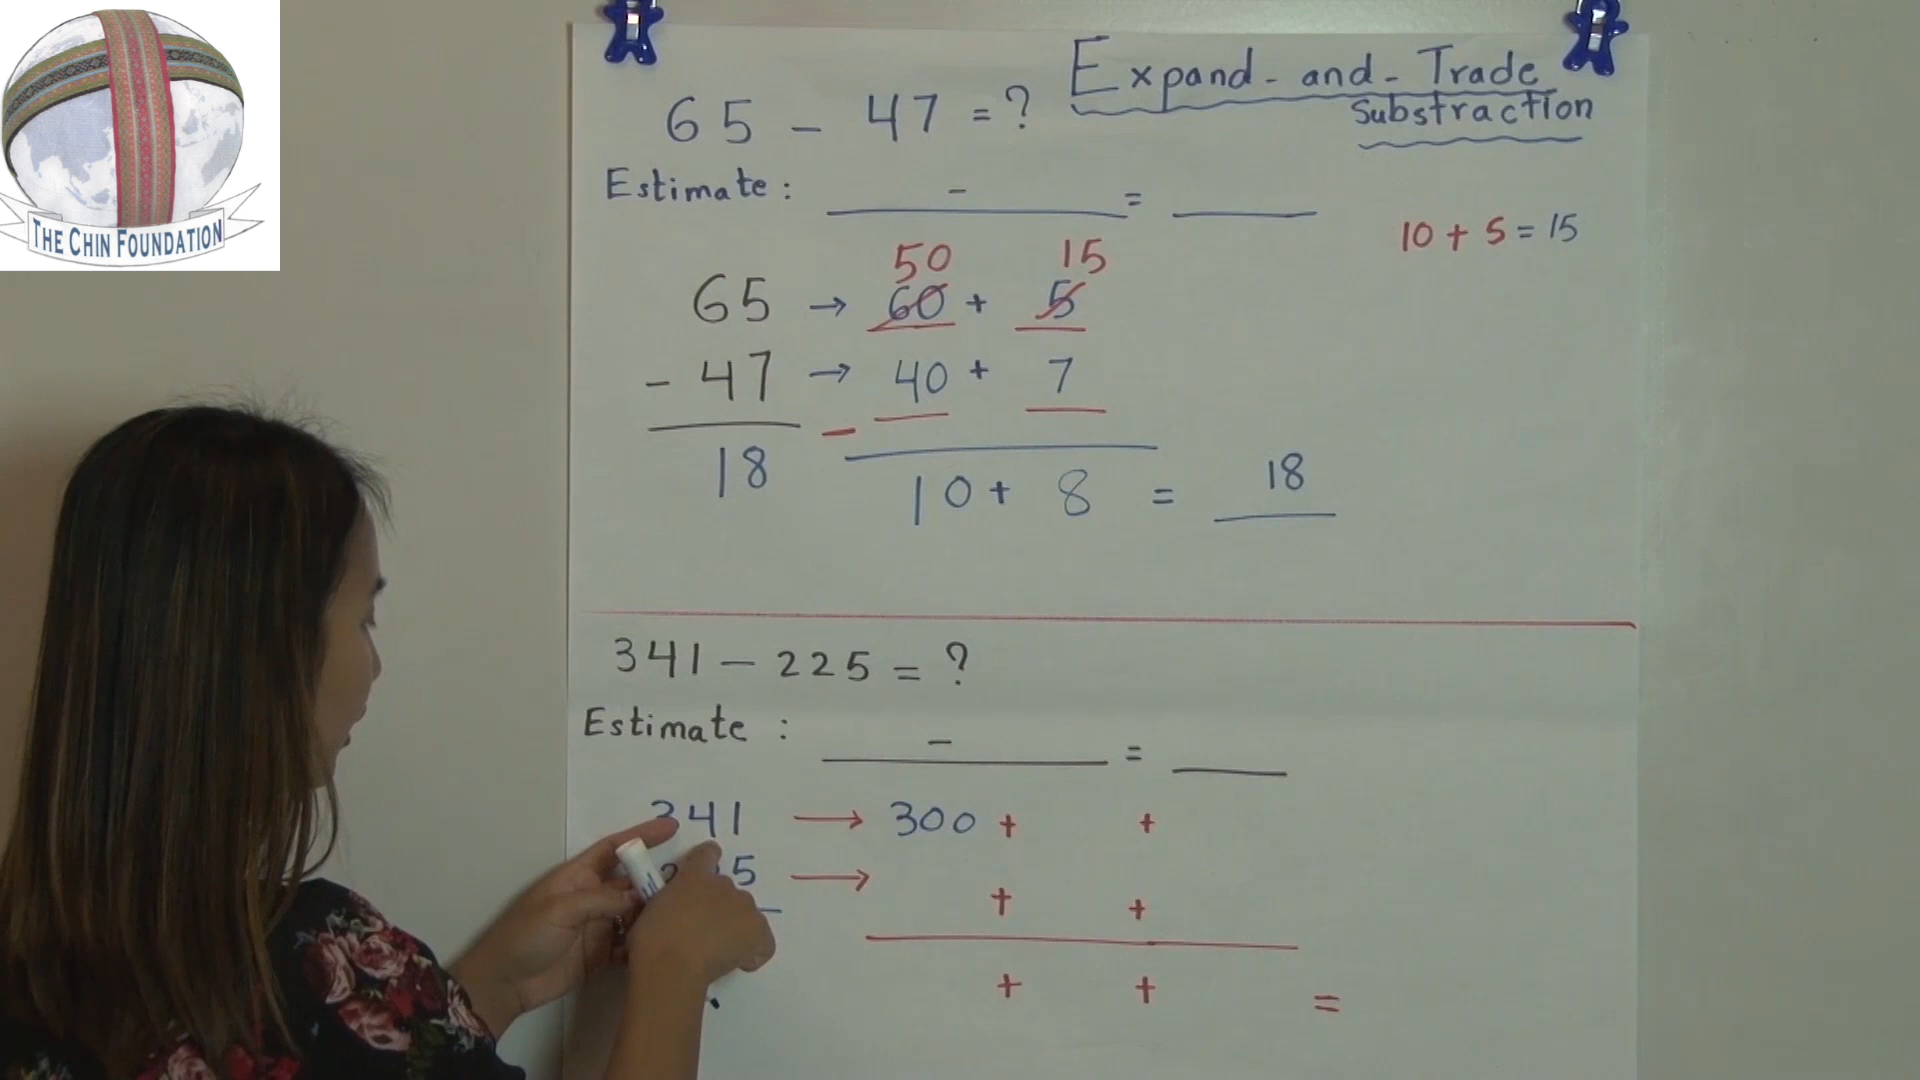 THE CHIN FOUNDATION
Expand-and-Trade
Substraction
65 - 47 = ?
Estimate: - =
10 + 5 = 15
50 15
65 → 60 + 5
- 47 → 40 + 7
18 - 10 + 8 = 18
341 - 225 = ?
Estimate : - =
341 → 300 + +
5 → + +
+ + =